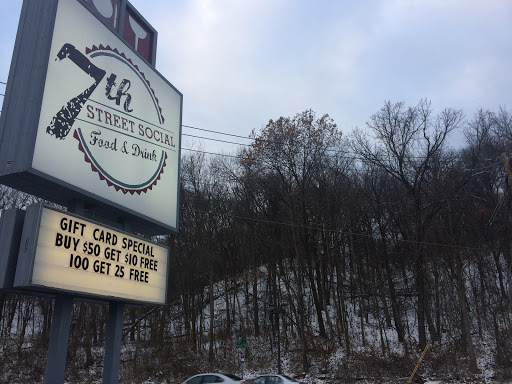 7th
STREET SOCIAL
Food & Drink
GIFT CARD SPECIAL
BUY $50 GET $10 FREE
100 GET 25 FREE